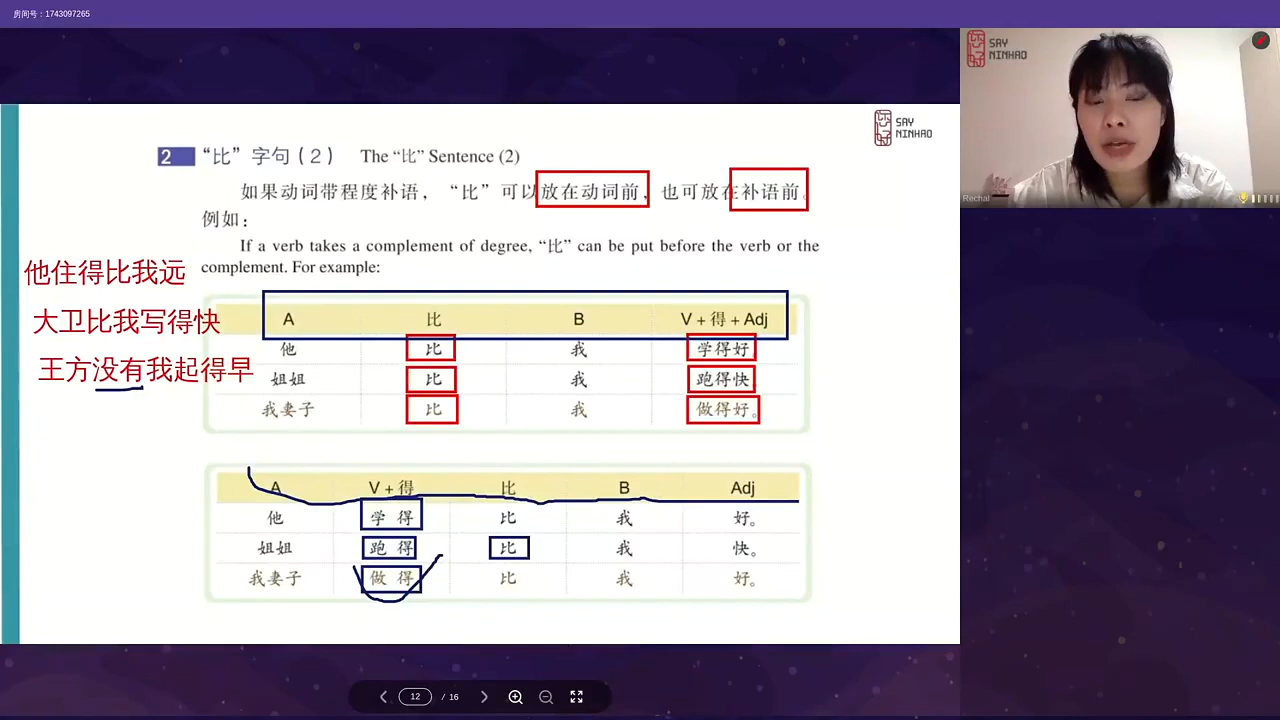 房间号：1743097265
SAY NINHAO
SAY NINHAO
Rechal
2 “比”字句（2） The “比” Sentence (2)
如果动词带程度补语，“比”可以放在动词前，也可放在补语前。
例如：
If a verb takes a complement of degree, “比” can be put before the verb or the
complement. For example:
他住得比我远
大卫比我写得快
王方没有我起得早
A 比 B V + 得 + Adj
他 比 我 学得好。
姐姐 比 我 跑得快。
我妻子 比 我 做得好。
A V + 得 比 B Adj
他 学 得 比 我 好。
姐姐 跑 得 比 我 快。
我妻子 做 得 比 我 好。
12 / 16